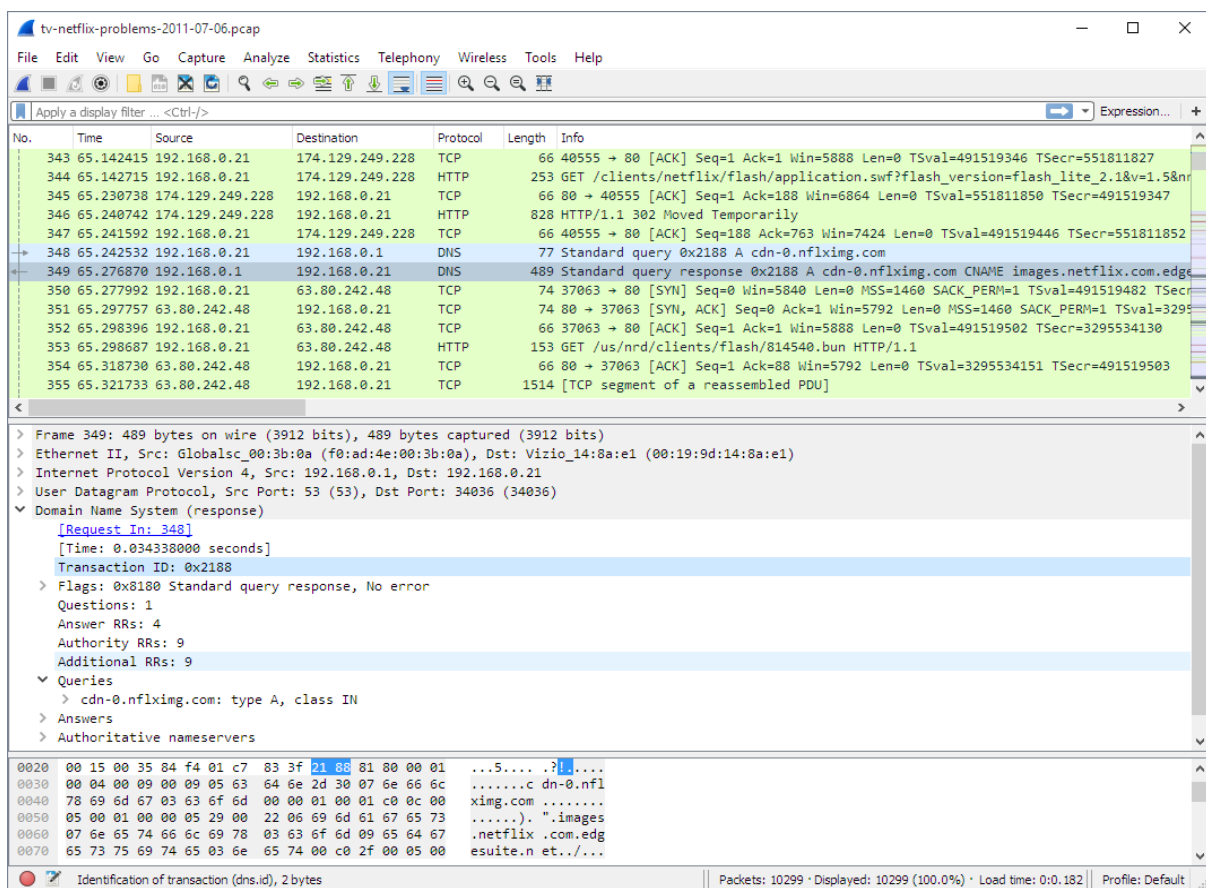 tv-netflix-problems-2011-07-06.pcap
File Edit View Go Capture Analyze Statistics Telephony Wireless Tools Help
Apply a display filter ... <Ctrl-/> Expression... +
No. Time Source Destination Protocol Length Info
343 65.142415 192.168.0.21 174.129.249.228 TCP 66 40555 → 80 [ACK] Seq=1 Ack=1 Win=5888 Len=0 TSval=491519346 TSecr=551811827
344 65.142715 192.168.0.21 174.129.249.228 HTTP 253 GET /clients/netflix/flash/application.swf?flash_version=flash_lite_2.1&v=1.5&nr
345 65.230738 174.129.249.228 192.168.0.21 TCP 66 80 → 40555 [ACK] Seq=1 Ack=188 Win=6864 Len=0 TSval=551811850 TSecr=491519347
346 65.240742 174.129.249.228 192.168.0.21 HTTP 828 HTTP/1.1 302 Moved Temporarily
347 65.241592 192.168.0.21 174.129.249.228 TCP 66 40555 → 80 [ACK] Seq=188 Ack=763 Win=7424 Len=0 TSval=491519446 TSecr=551811852
348 65.242532 192.168.0.21 192.168.0.1 DNS 77 Standard query 0x2188 A cdn-0.nflximg.com
349 65.276870 192.168.0.1 192.168.0.21 DNS 489 Standard query response 0x2188 A cdn-0.nflximg.com CNAME images.netflix.com.edge
350 65.277992 192.168.0.21 63.80.242.48 TCP 74 37063 → 80 [SYN] Seq=0 Win=5840 Len=0 MSS=1460 SACK_PERM=1 TSval=491519482 TSecr
351 65.297757 63.80.242.48 192.168.0.21 TCP 74 80 → 37063 [SYN, ACK] Seq=0 Ack=1 Win=5792 Len=0 MSS=1460 SACK_PERM=1 TSval=3295
352 65.298396 192.168.0.21 63.80.242.48 TCP 66 37063 → 80 [ACK] Seq=1 Ack=1 Win=5888 Len=0 TSval=491519502 TSecr=3295534130
353 65.298687 192.168.0.21 63.80.242.48 HTTP 153 GET /us/nrd/clients/flash/814540.bun HTTP/1.1
354 65.318730 63.80.242.48 192.168.0.21 TCP 66 80 → 37063 [ACK] Seq=1 Ack=88 Win=5792 Len=0 TSval=3295534151 TSecr=491519503
355 65.321733 63.80.242.48 192.168.0.21 TCP 1514 [TCP segment of a reassembled PDU]
Frame 349: 489 bytes on wire (3912 bits), 489 bytes captured (3912 bits)
Ethernet II, Src: Globalsc_00:3b:0a (f0:ad:4e:00:3b:0a), Dst: Vizio_14:8a:e1 (00:19:9d:14:8a:e1)
Internet Protocol Version 4, Src: 192.168.0.1, Dst: 192.168.0.21
User Datagram Protocol, Src Port: 53 (53), Dst Port: 34036 (34036)
Domain Name System (response)
[Request In: 348]
[Time: 0.034338000 seconds]
Transaction ID: 0x2188
Flags: 0x8180 Standard query response, No error
Questions: 1
Answer RRs: 4
Authority RRs: 9
Additional RRs: 9
Queries
cdn-0.nflximg.com: type A, class IN
Answers
Authoritative nameservers
0020 00 15 00 35 84 f4 01 c7 83 3f 21 88 81 80 00 01 ...5.... .?!.....
0030 00 04 00 09 00 09 05 63 64 6e 2d 30 07 6e 66 6c .......c dn-0.nfl
0040 78 69 6d 67 03 63 6f 6d 00 00 01 00 01 c0 0c 00 ximg.com ........
0050 05 00 01 00 00 05 29 00 22 06 69 6d 61 67 65 73 ......). ".images
0060 07 6e 65 74 66 6c 69 78 03 63 6f 6d 09 65 64 67 .netflix .com.edg
0070 65 73 75 69 74 65 03 6e 65 74 00 c0 2f 00 05 00 esuite.n et../...
Identification of transaction (dns.id), 2 bytes Packets: 10299 · Displayed: 10299 (100.0%) · Load time: 0:0.182 Profile: Default